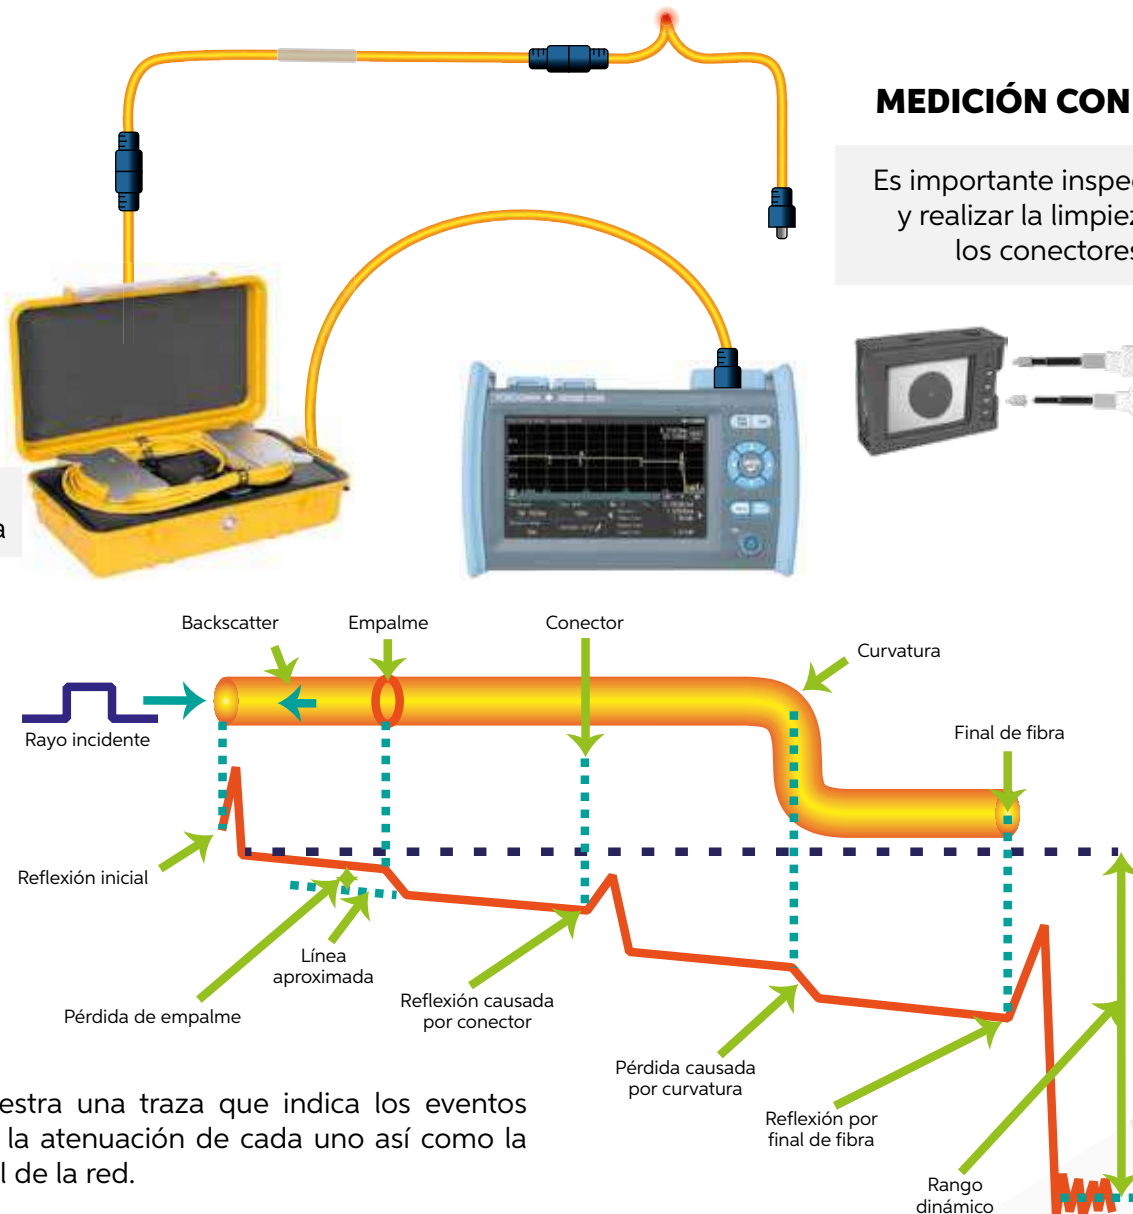 MEDICIÓN CON
Es importante inspe
y realizar la limpiez
los conectores
a
YOKOGAWA
Backscatter
Empalme
Conector
Curvatura
Rayo incidente
Final de fibra
Reflexión inicial
Línea
aproximada
Pérdida de empalme
Reflexión causada
por conector
Pérdida causada
por curvatura
Reflexión por
final de fibra
Rango
dinámico
estra una traza que indica los eventos
la atenuación de cada uno así como la
l de la red.